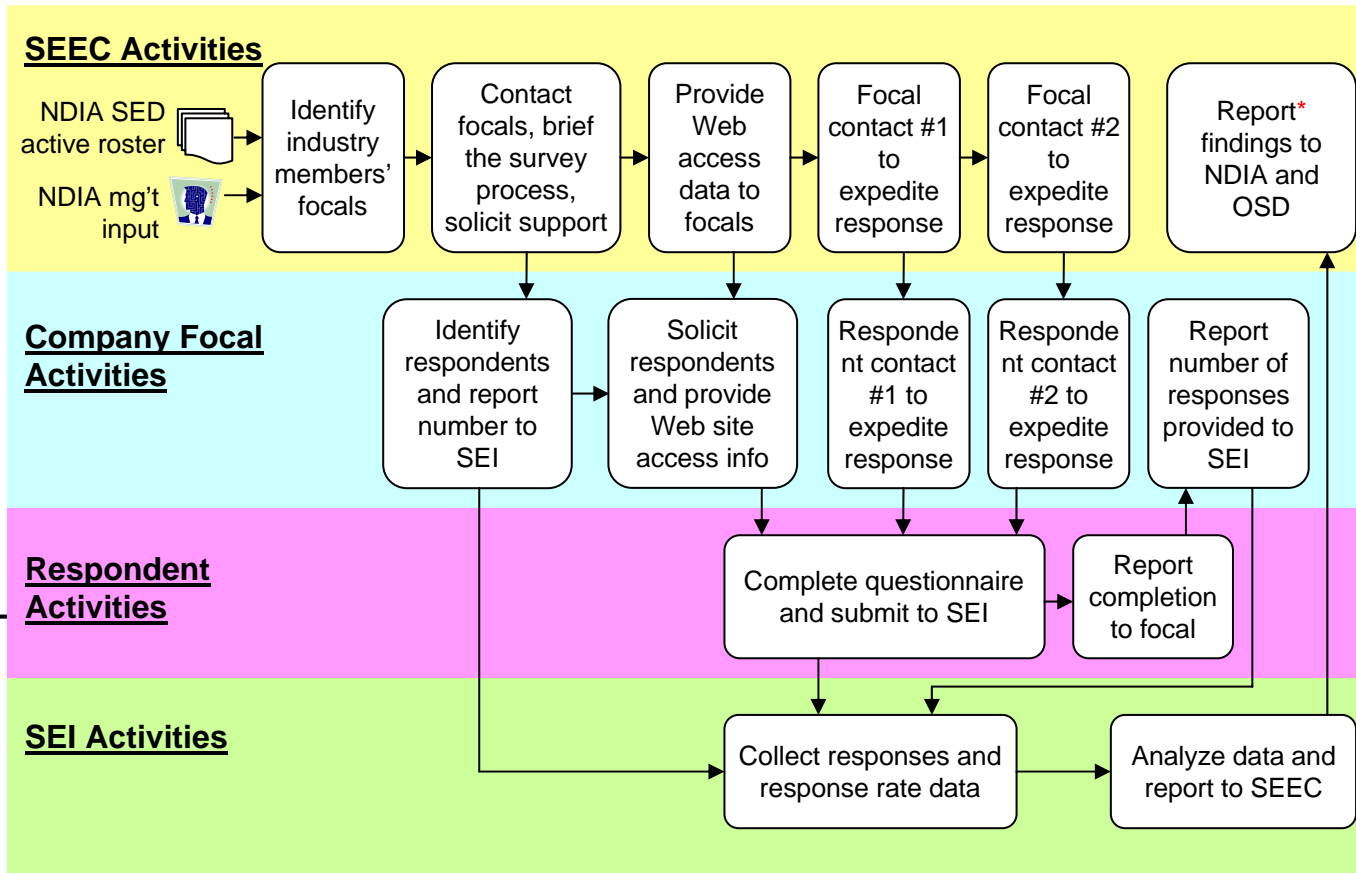 SEEC Activities
NDIA SED
active roster
NDIA mg't
input
Identify
industry
members'
focals
Contact
focals, brief
the survey
process,
solicit support
Provide
Web
access
data to
focals
Focal
contact #1
to
expedite
response
Focal
contact #2
to
expedite
response
Report*
findings to
NDIA and
OSD
Company Focal
Activities
Identify
respondents
and report
number to
SEI
Solicit
respondents
and provide
Web site
access info
Responde
nt contact
#1 to
expedite
response
Responde
nt contact
#2 to
expedite
response
Report
number of
responses
provided to
SEI
Respondent
Activities
Complete questionnaire
and submit to SEI
Report
completion
to focal
SEI Activities
Collect responses and
response rate data
Analyze data and
report to SEEC